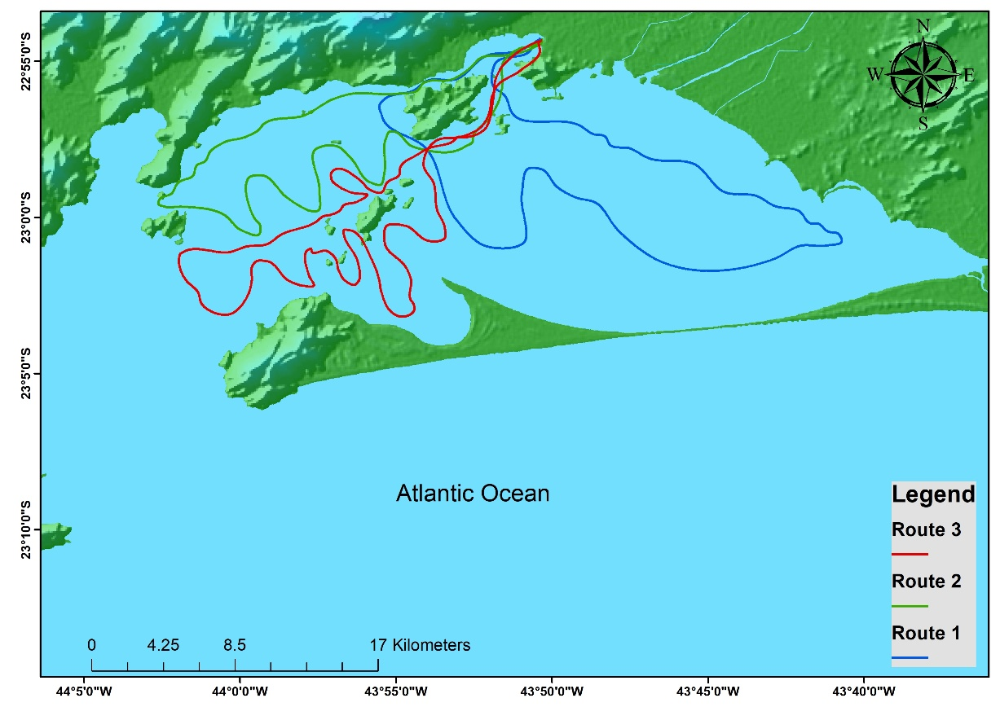 N
W E
S
22°55'0"S
23°0'0"S
23°5'0"S
23°10'0"S
Atlantic Ocean
Legend
Route 3
Route 2
Route 1
0 4.25 8.5 17 Kilometers
44°5'0"W 44°0'0"W 43°55'0"W 43°50'0"W 43°45'0"W 43°40'0"W